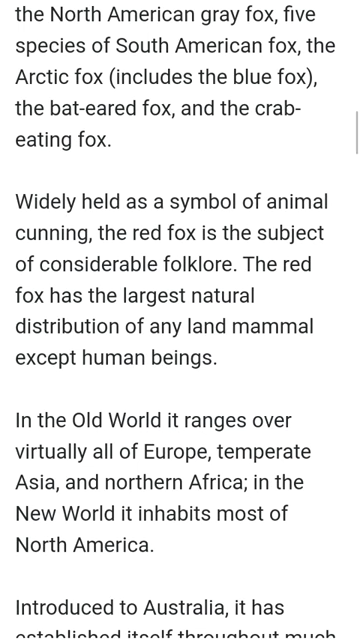 the North American gray fox, five
species of South American fox, the
Arctic fox (includes the blue fox),
the bat-eared fox, and the crab-
eating fox.
Widely held as a symbol of animal
cunning, the red fox is the subject
of considerable folklore. The red
fox has the largest natural
distribution of any land mammal
except human beings.
In the Old World it ranges over
virtually all of Europe, temperate
Asia, and northern Africa; in the
New World it inhabits most of
North America.
Introduced to Australia, it has
established itself throughout much